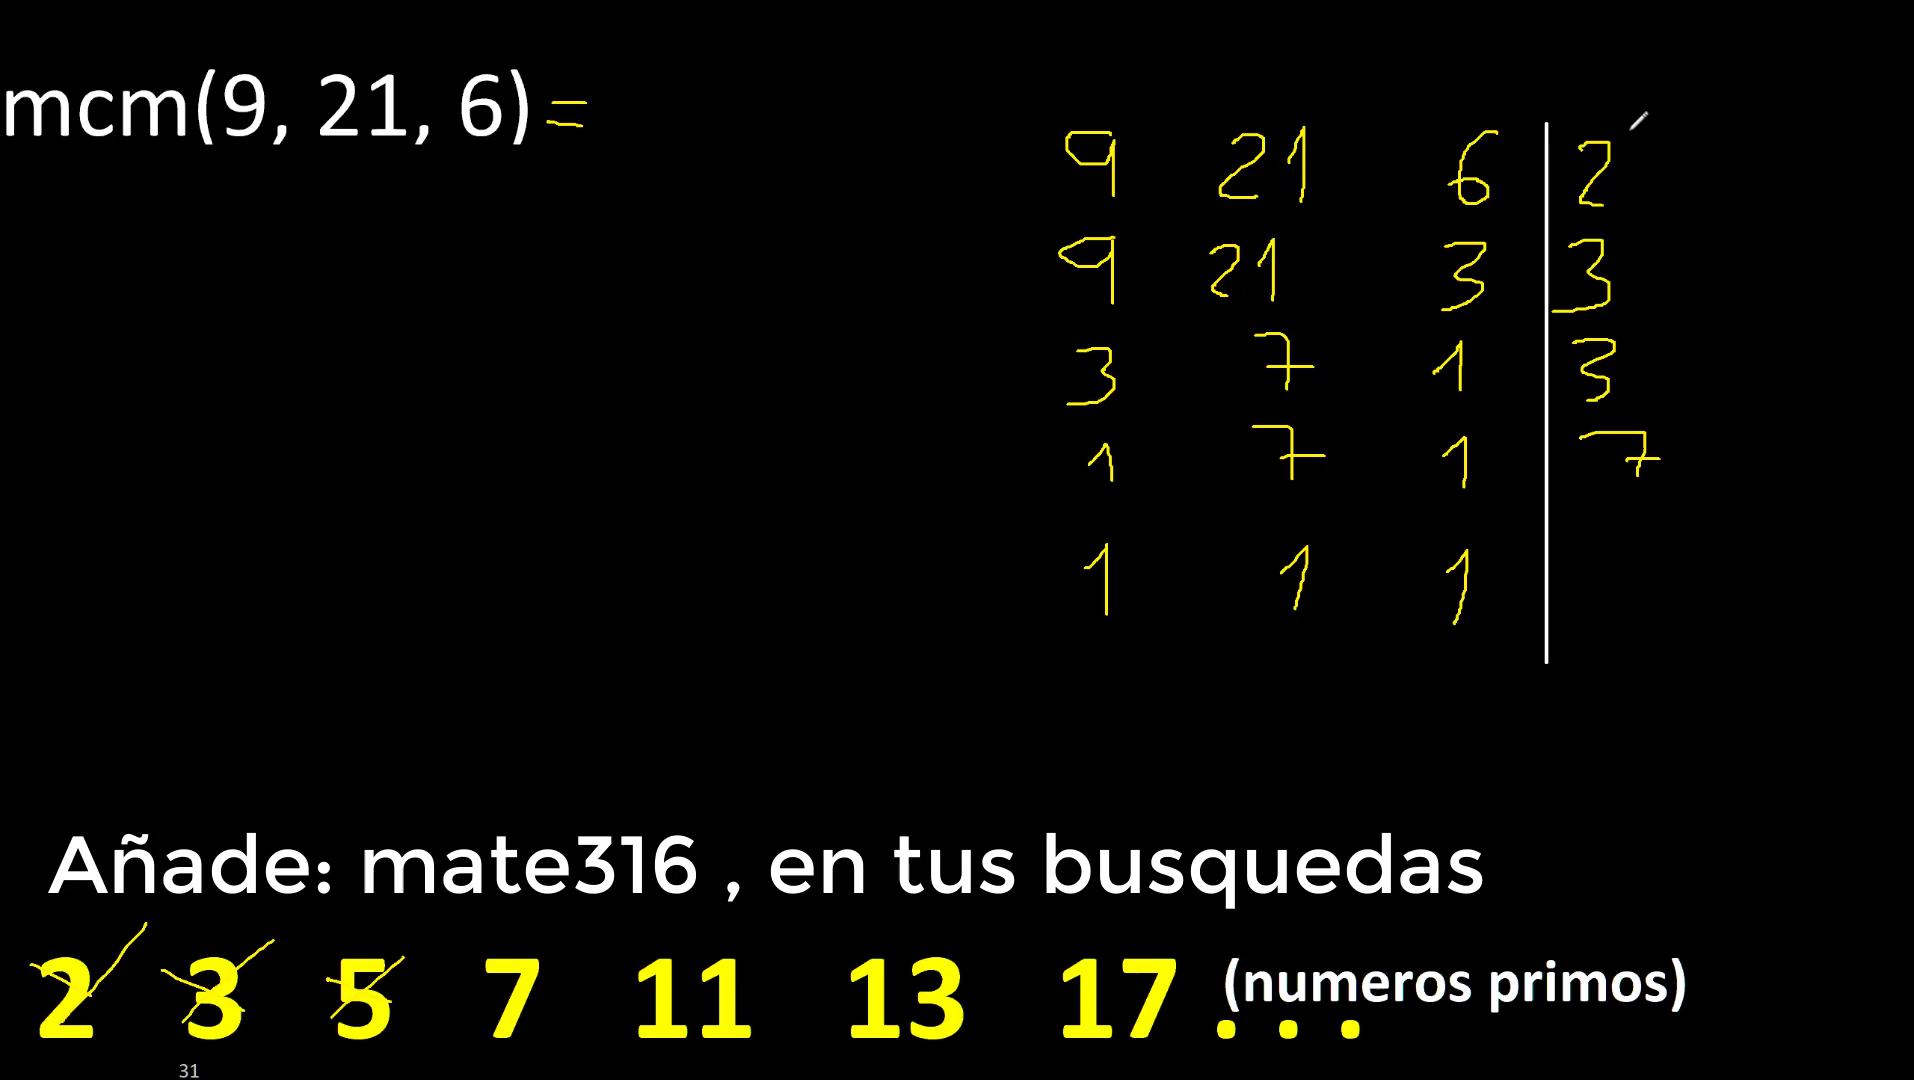 mcm(9, 21, 6) =
9 21 6 2
9 21 3 3
3 7 1 3
1 7 1 7
1 1 1
Añade: mate316 , en tus busquedas
2 3 5 7 11 13 17 . . . (numeros primos)
31